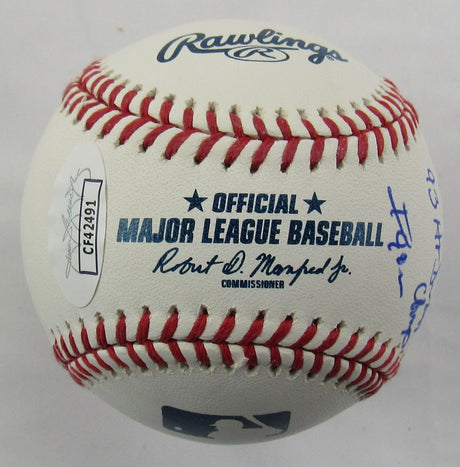 Rawlings
R
OFFICIAL
MAJOR LEAGUE BASEBALL
Robert D. Manfred Jr.
COMMISSIONER
CF42491